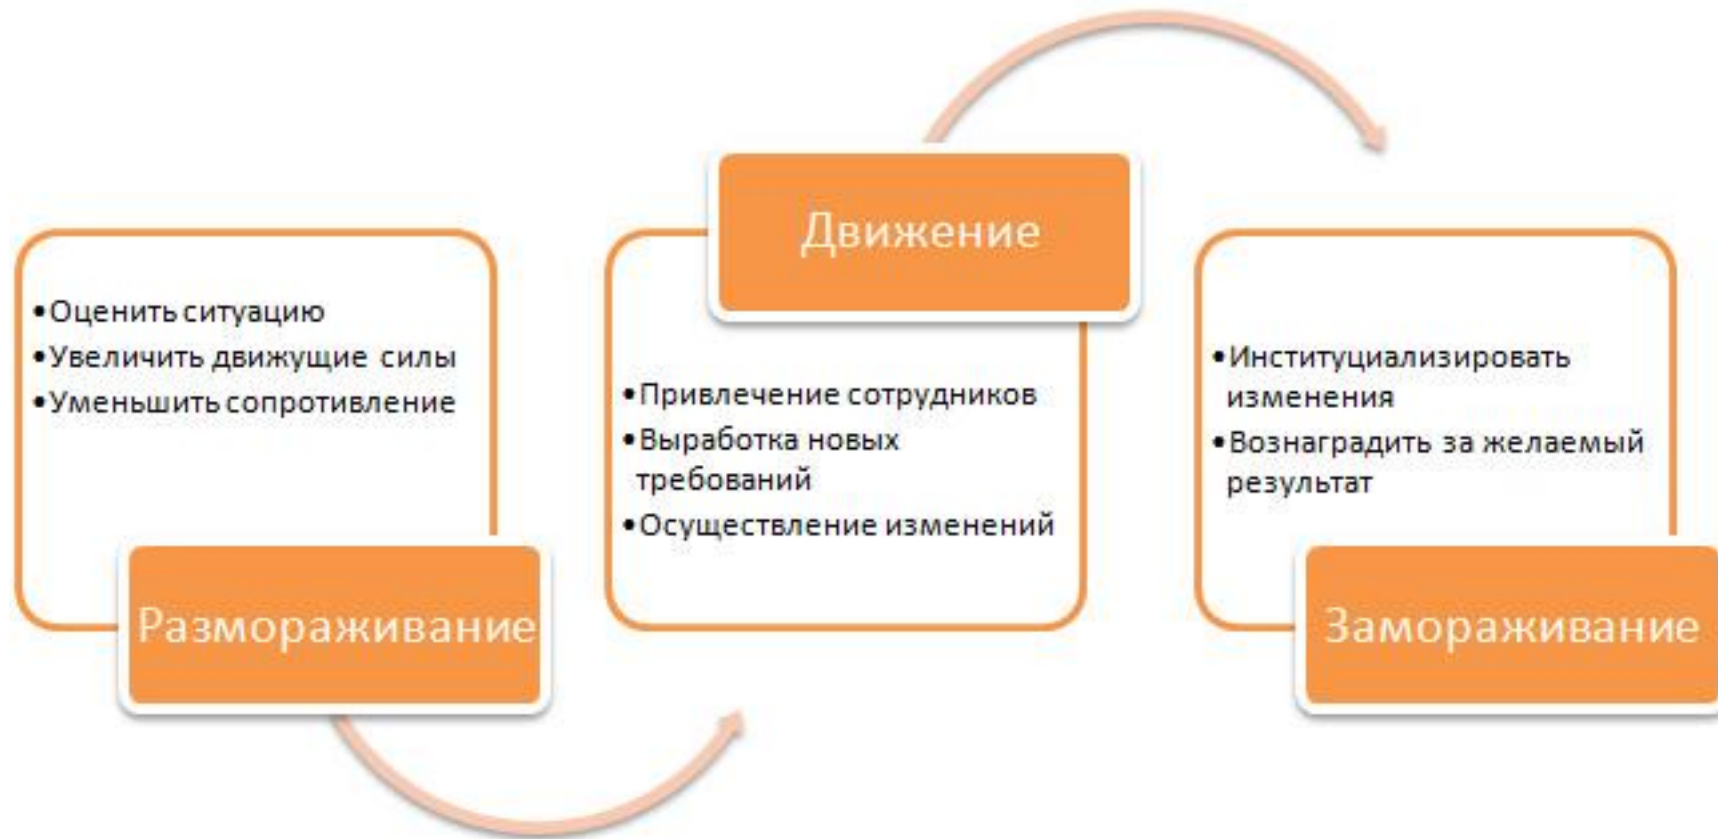 •Оценить ситуацию
•Увеличить движущие силы
•Уменьшить сопротивление
Размораживание
Движение
•Привлечение сотрудников
•Выработка новых
требований
•Осуществление изменений
•Институциализировать
изменения
•Вознаградить за желаемый
результат
Замораживание